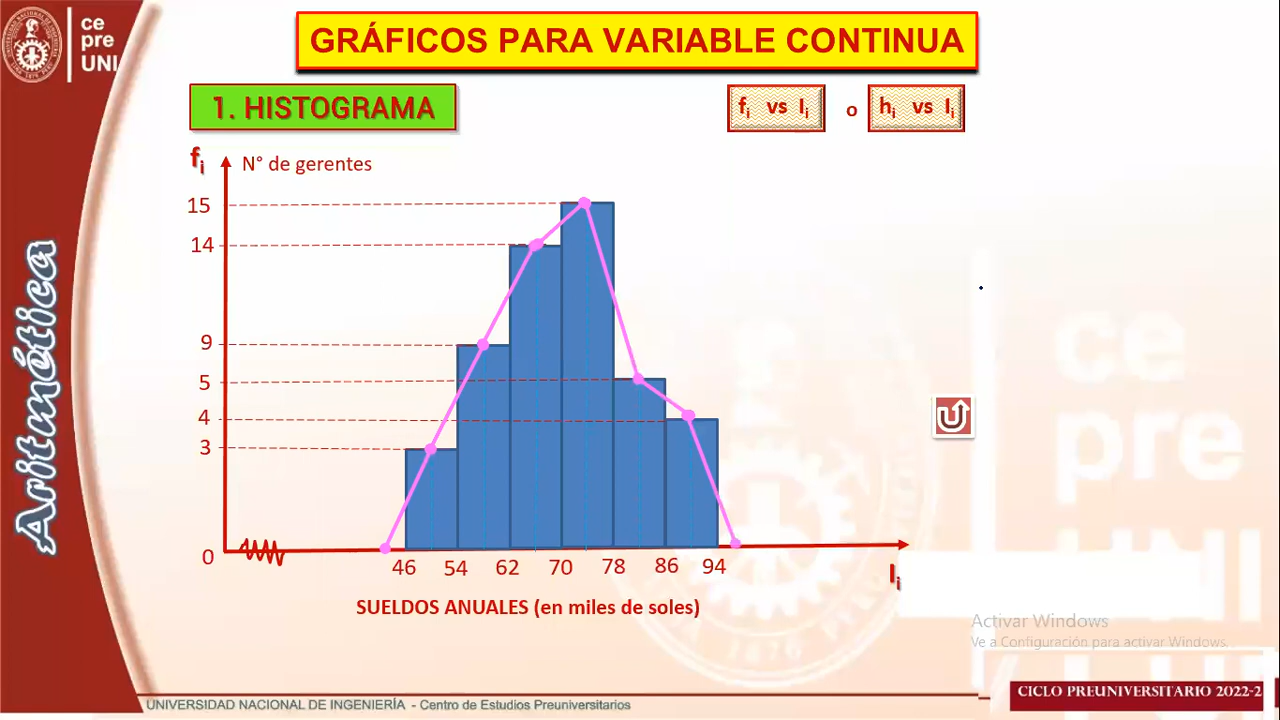 ce
pre
UNI
GRÁFICOS PARA VARIABLE CONTINUA
1. HISTOGRAMA
fi vs Ii
o
hi vs Ii
fi
N° de gerentes
15
14
9
5
4
3
0
46 54 62 70 78 86 94
Ii
SUELDOS ANUALES (en miles de soles)
Aritmética
ce
pre
UNI
Activar Windows
Ve a Configuración para activar Windows.
UNIVERSIDAD NACIONAL DE INGENIERÍA - Centro de Estudios Preuniversitarios
CICLO PREUNIVERSITARIO 2022-2